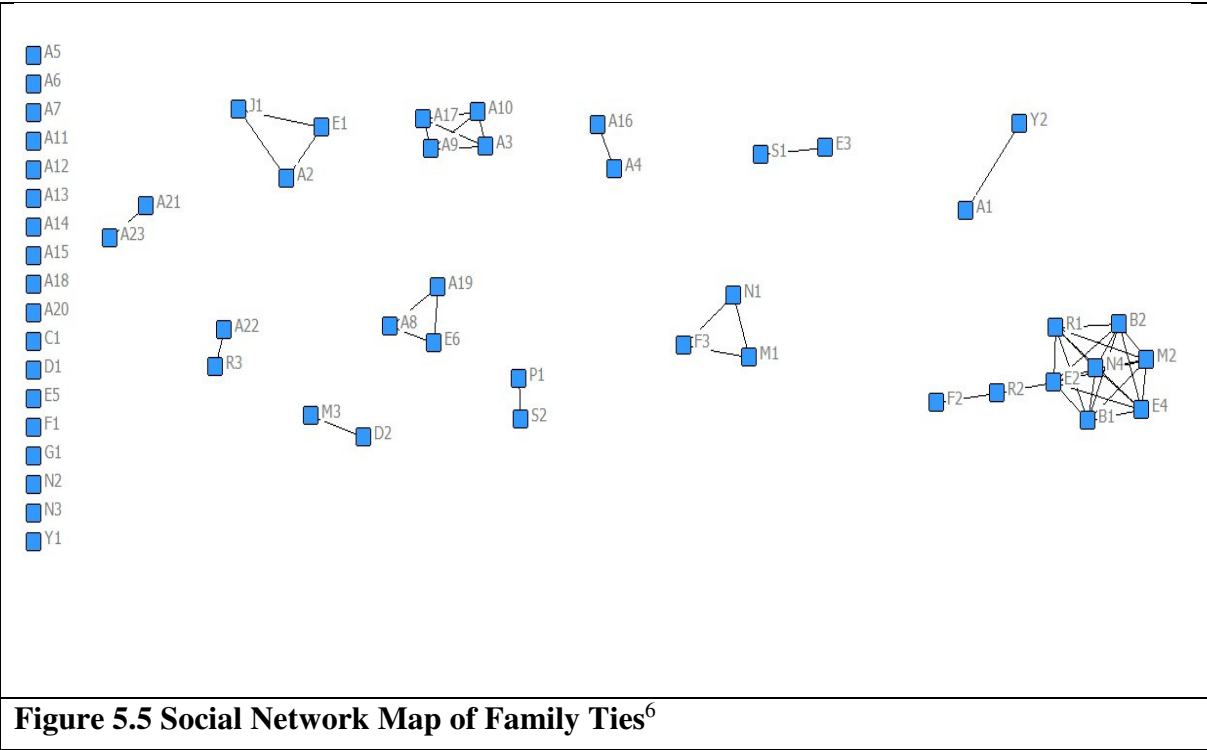 A5
A6
A7
A11
A12
A13
A14
A15
A18
A20
C1
D1
E5
F1
G1
N2
N3
Y1
J1
E1
A2
A21
A23
A17
A10
A9
A3
A16
A4
S1
E3
Y2
A1
A22
R3
A19
A8
E6
M3
D2
P1
S2
N1
F3
M1
R1
B2
M2
N4
E2
R2
F2
B1
E4
Figure 5.5 Social Network Map of Family Ties6